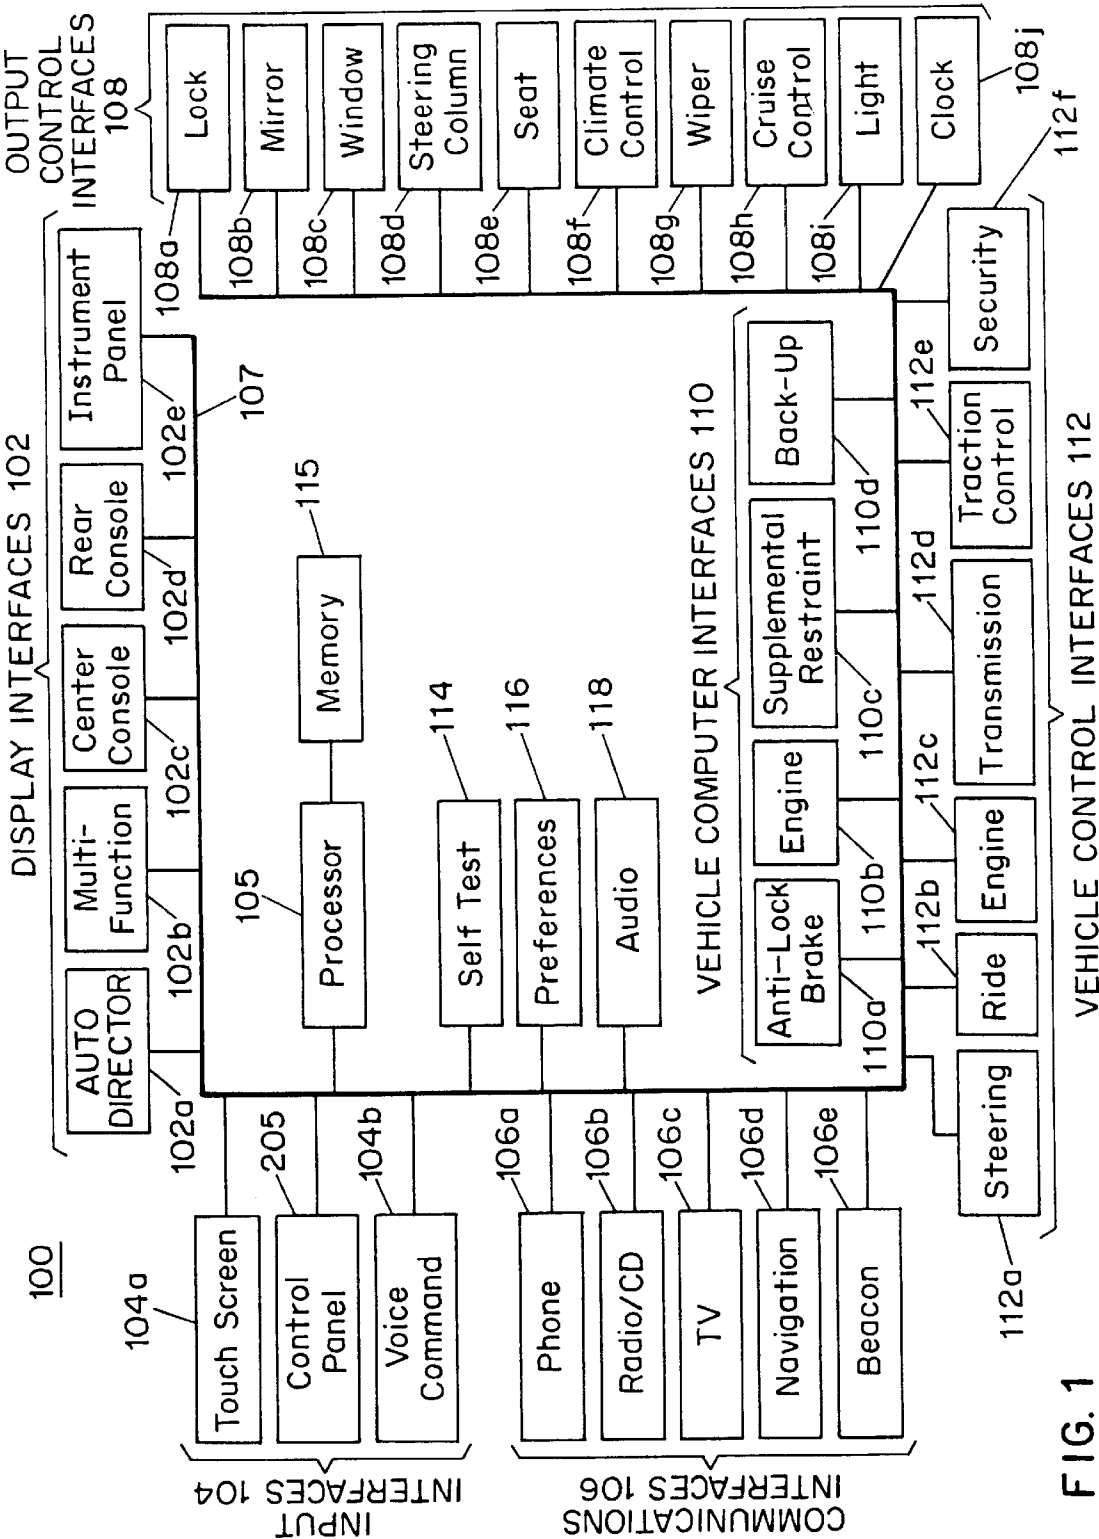 100
DISPLAY INTERFACES 102
AUTO
DIRECTOR
102a
Multi-
Function
102b
Center
Console
102c
Rear
Console
102d
Instrument
Panel
102e
OUTPUT
CONTROL
INTERFACES
108
Lock
108a
Mirror
108b
Window
108c
Steering
Column
108d
Seat
108e
Climate
Control
108f
Wiper
108g
Cruise
Control
108h
Light
108i
Clock
108j
INPUT
INTERFACES 104
104a
Touch Screen
205
Control
Panel
104b
Voice
Command
COMMUNICATIONS
INTERFACES 106
106a
Phone
106b
Radio/CD
106c
TV
106d
Navigation
106e
Beacon
107
105
Processor
115
Memory
114
Self Test
116
Preferences
118
Audio
VEHICLE COMPUTER INTERFACES 110
Anti-Lock
Brake
110a
Engine
110b
Supplemental
Restraint
110c
Back-Up
110d
112a
Steering
112b
Ride
112c
Engine
112d
Transmission
112e
Traction
Control
112f
Security
VEHICLE CONTROL INTERFACES 112
FIG. 1